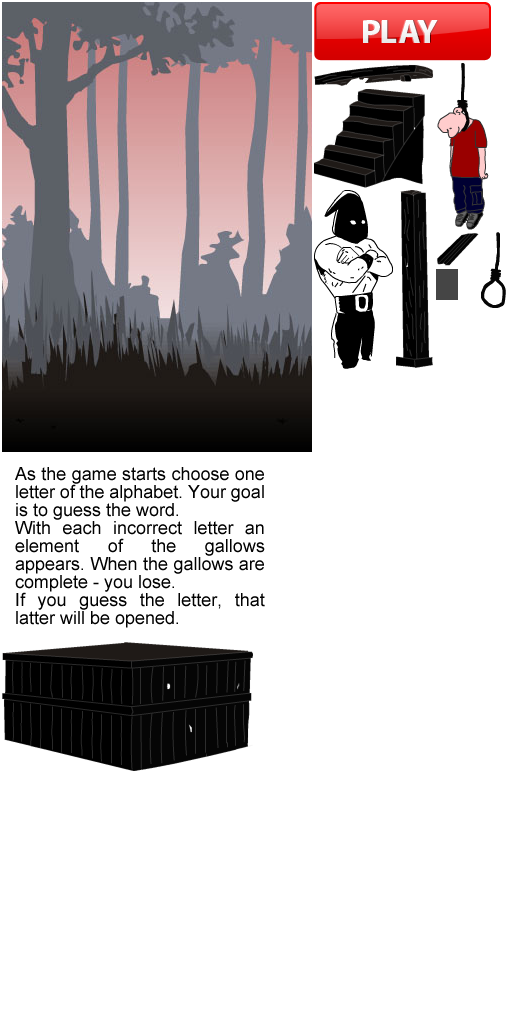 PLAY
As the game starts choose one
letter of the alphabet. Your goal
is to guess the word.
With each incorrect letter an
element of the gallows
appears. When the gallows are
complete - you lose.
If you guess the letter, that
latter will be opened.